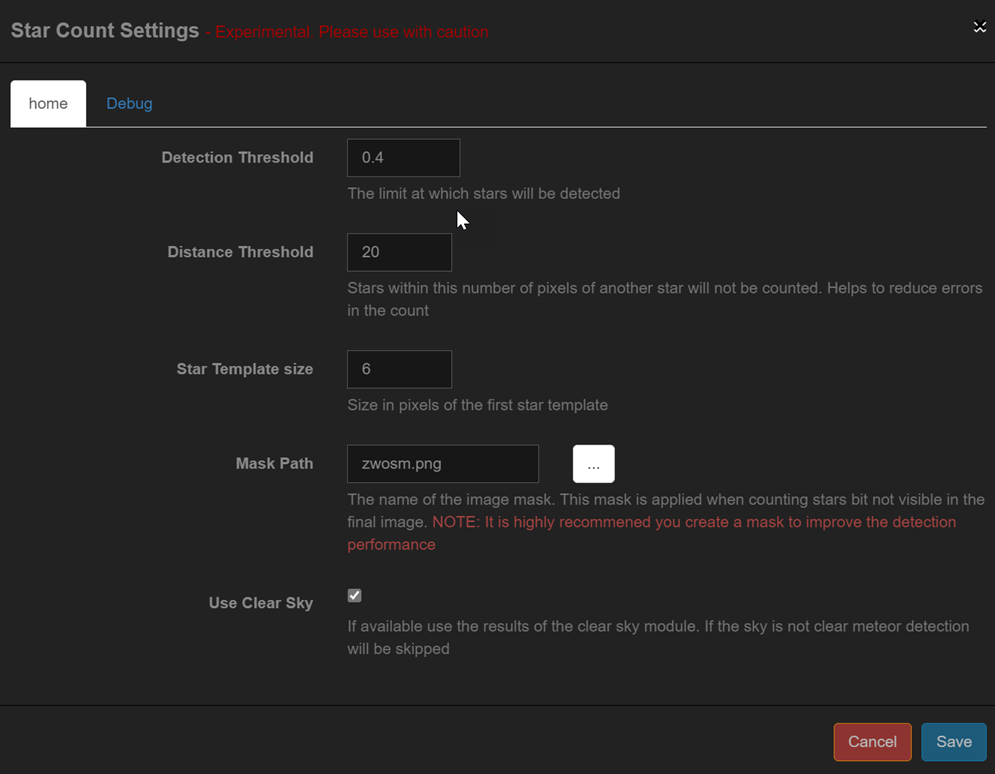 Star Count Settings - Experimental. Please use with caution
home
Debug
Detection Threshold
0.4
The limit at which stars will be detected
Distance Threshold
20
Stars within this number of pixels of another star will not be counted. Helps to reduce errors
in the count
Star Template size
6
Size in pixels of the first star template
Mask Path
zwosm.png
...
The name of the image mask. This mask is applied when counting stars bit not visible in the
final image. NOTE: It is highly recommened you create a mask to improve the detection
performance
Use Clear Sky
If available use the results of the clear sky module. If the sky is not clear meteor detection
will be skipped
Cancel
Save